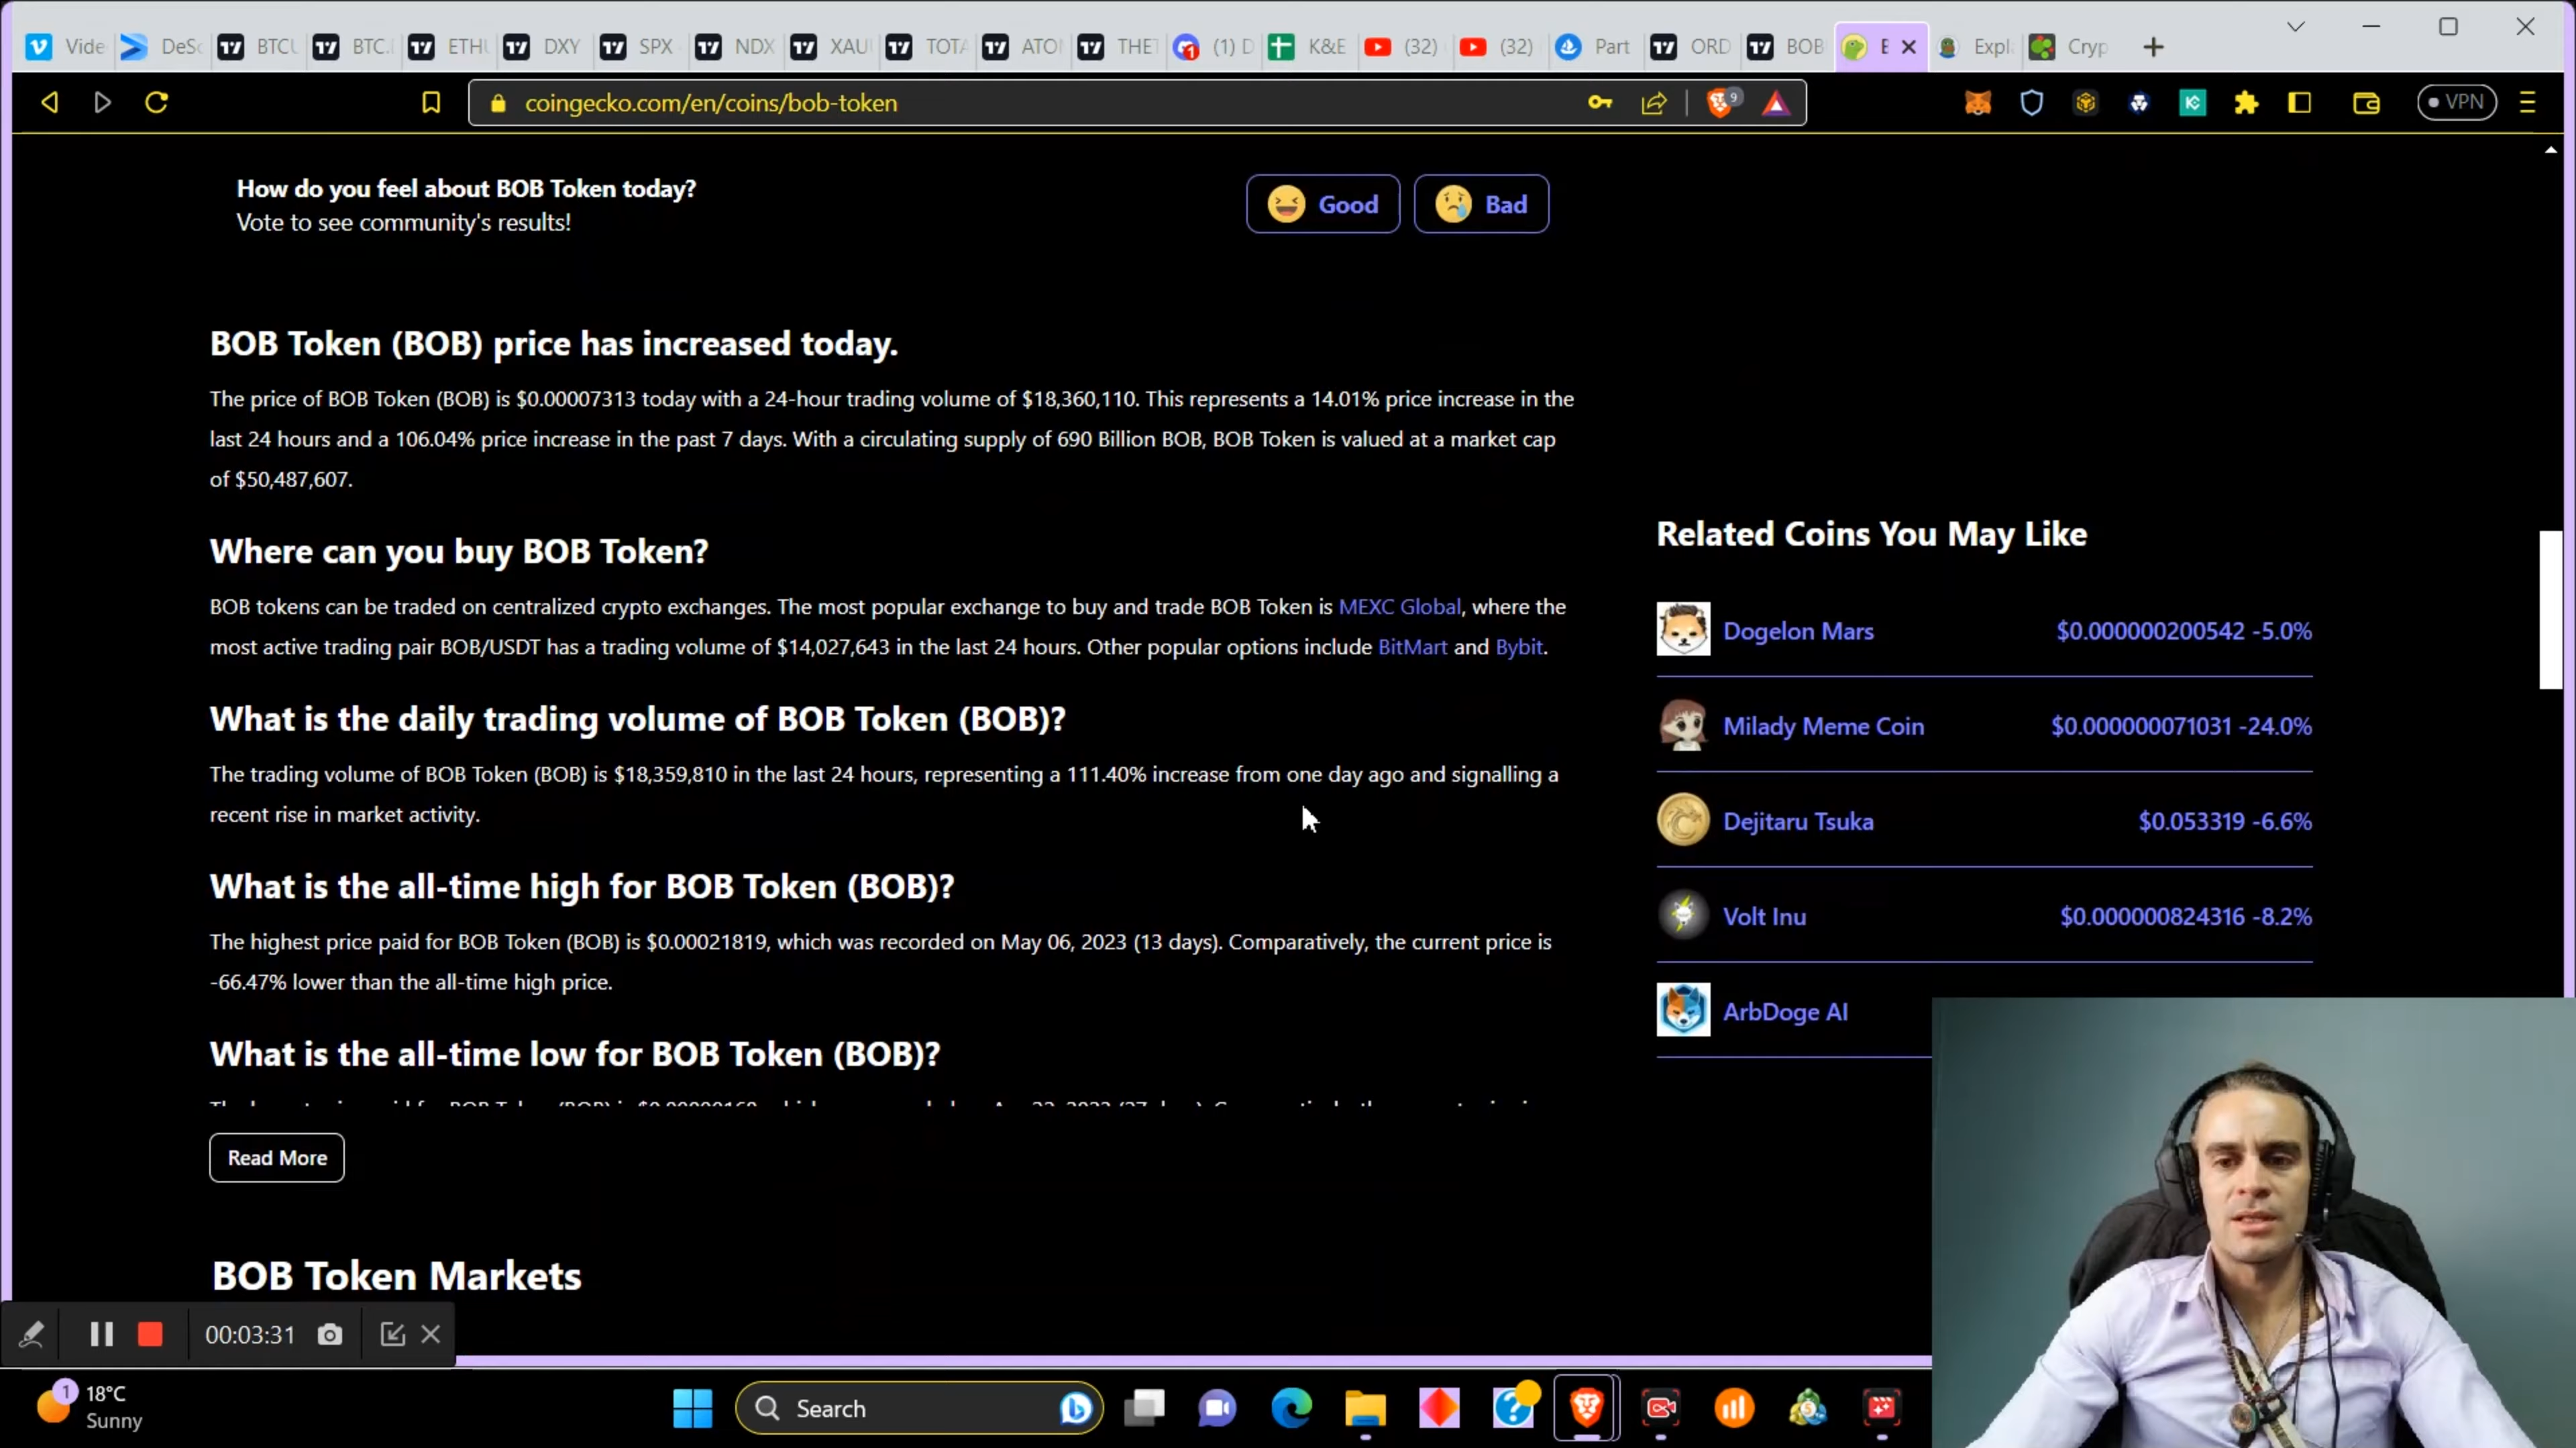 Vide
DeSc
BTCU
BTC.
ETHU
DXY
SPX
NDX
XAU
TOTA
ATO
THE
(1) D
K&E
(32)
(32)
Part
ORD
BOB
E
Expl
Cryp
coingecko.com/en/coins/bob-token
9
VPN
How do you feel about BOB Token today?
Vote to see community's results!
Good
Bad
BOB Token (BOB) price has increased today.
The price of BOB Token (BOB) is $0.00007313 today with a 24-hour trading volume of $18,360,110. This represents a 14.01% price increase in the
last 24 hours and a 106.04% price increase in the past 7 days. With a circulating supply of 690 Billion BOB, BOB Token is valued at a market cap
of $50,487,607.
Where can you buy BOB Token?
BOB tokens can be traded on centralized crypto exchanges. The most popular exchange to buy and trade BOB Token is MEXC Global, where the
most active trading pair BOB/USDT has a trading volume of $14,027,643 in the last 24 hours. Other popular options include BitMart and Bybit.
What is the daily trading volume of BOB Token (BOB)?
The trading volume of BOB Token (BOB) is $18,359,810 in the last 24 hours, representing a 111.40% increase from one day ago and signalling a
recent rise in market activity.
What is the all-time high for BOB Token (BOB)?
The highest price paid for BOB Token (BOB) is $0.00021819, which was recorded on May 06, 2023 (13 days). Comparatively, the current price is
-66.47% lower than the all-time high price.
What is the all-time low for BOB Token (BOB)?
Read More
BOB Token Markets
Related Coins You May Like
Dogelon Mars $0.000000200542 -5.0%
Milady Meme Coin $0.000000071031 -24.0%
Dejitaru Tsuka $0.053319 -6.6%
Volt Inu $0.000000824316 -8.2%
ArbDoge AI
00:03:31
1
18°C
Sunny
Search